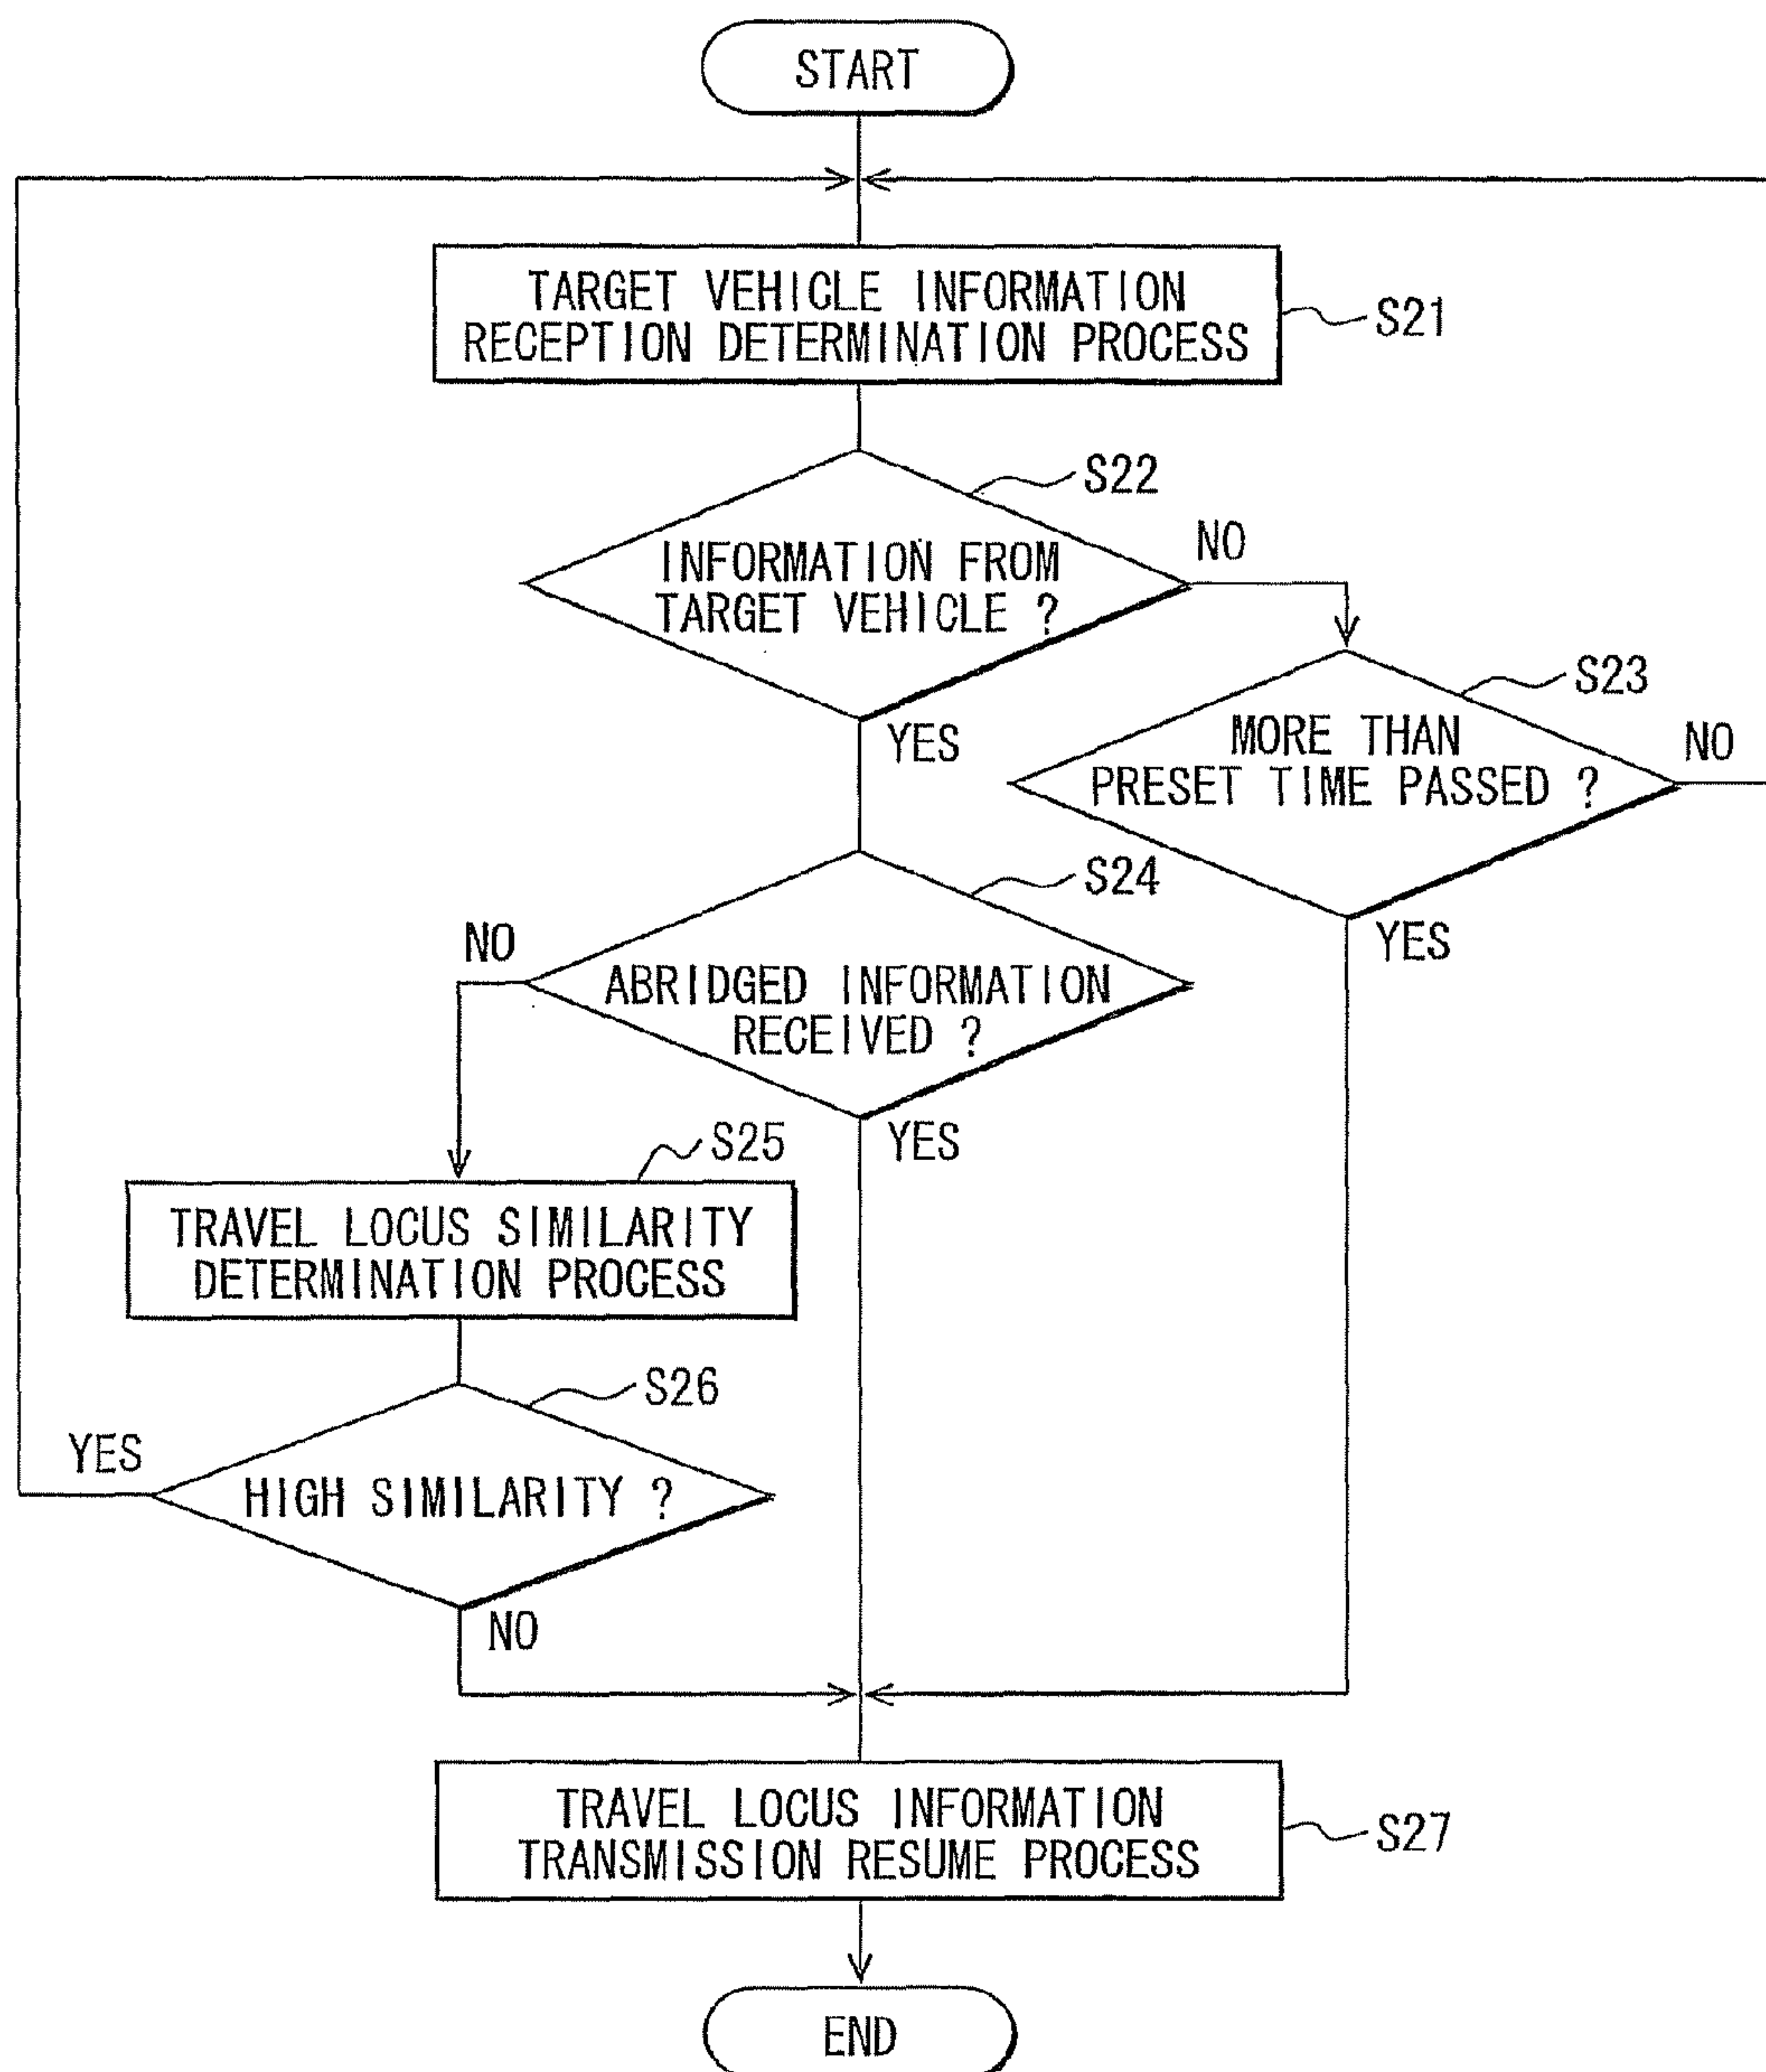 START
TARGET VEHICLE INFORMATION
RECEPTION DETERMINATION PROCESS
S21
S22
INFORMATION FROM
TARGET VEHICLE ?
NO
YES
S23
MORE THAN
PRESET TIME PASSED ?
NO
YES
S24
NO
ABRIDGED INFORMATION
RECEIVED ?
YES
S25
TRAVEL LOCUS SIMILARITY
DETERMINATION PROCESS
S26
YES
HIGH SIMILARITY ?
NO
TRAVEL LOCUS INFORMATION
TRANSMISSION RESUME PROCESS
S27
END